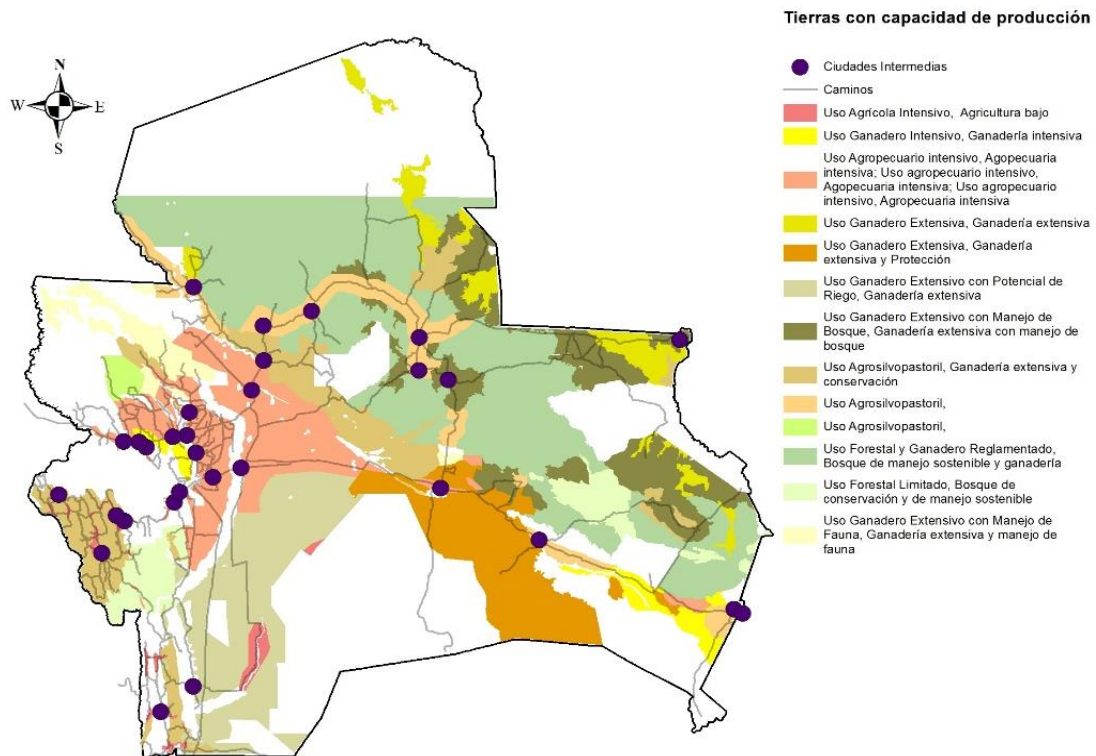 Tierras con capacidad de producción
N
W E
S
Ciudades Intermedias
Caminos
Uso Agrícola Intensivo, Agricultura bajo
Uso Ganadero Intensivo, Ganadería intensiva
Uso Agropecuario intensivo, Agopecuaria
intensiva; Uso agropecuario intensivo,
Agopecuaria intensiva; Uso agropecuario
intensivo, Agropecuaria intensiva
Uso Ganadero Extensiva, Ganadería extensiva
Uso Ganadero Extensiva, Ganadería
extensiva y Protección
Uso Ganadero Extensivo con Potencial de
Riego, Ganadería extensiva
Uso Ganadero Extensivo con Manejo de
Bosque, Ganadería extensiva con manejo de
bosque
Uso Agrosilvopastoril, Ganadería extensiva y
conservación
Uso Agrosilvopastoril,
Uso Agrosilvopastoril,
Uso Forestal y Ganadero Reglamentado,
Bosque de manejo sostenible y ganadería
Uso Forestal Limitado, Bosque de
conservación y de manejo sostenible
Uso Ganadero Extensivo con Manejo de
Fauna, Ganadería extensiva y manejo de
fauna